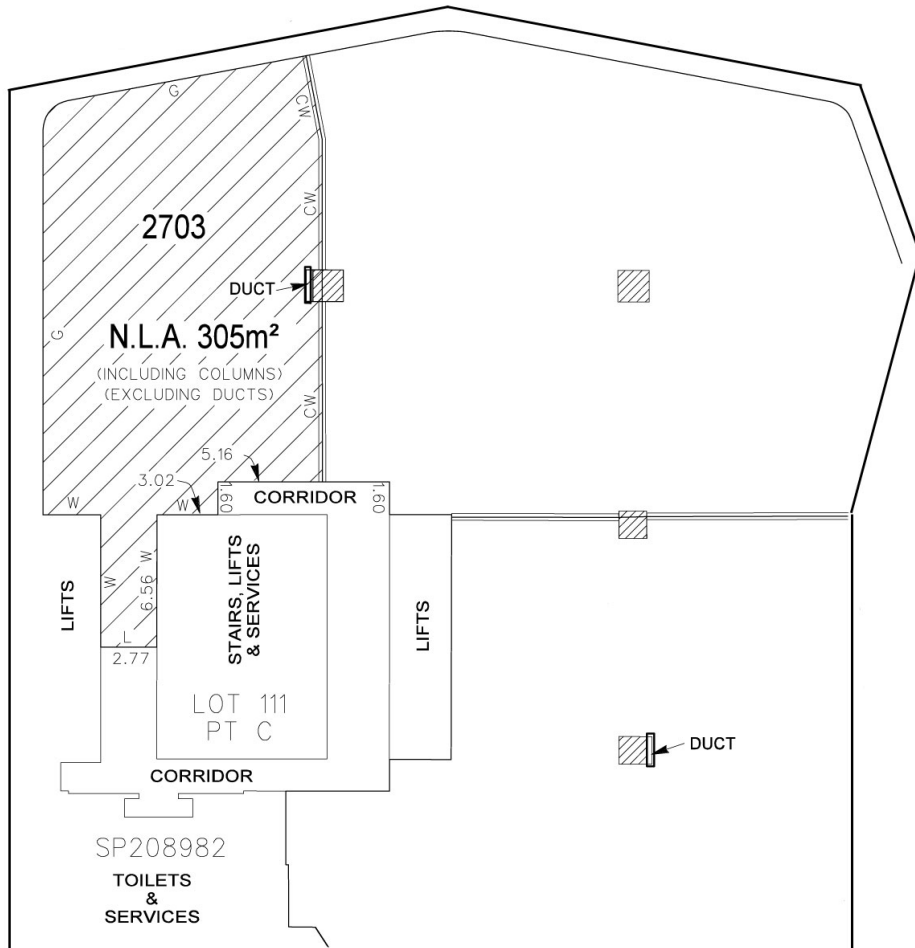 G
CW
2703
CW
DUCT
G
N.L.A. 305m²
(INCLUDING COLUMNS)
(EXCLUDING DUCTS)
CW
5.16
3.02
W
W
1.60
CORRIDOR
1.60
LIFTS
W
6.56 W
STAIRS, LIFTS
& SERVICES
LIFTS
L
2.77
LOT 111
PT C
DUCT
CORRIDOR
SP208982
TOILETS
&
SERVICES